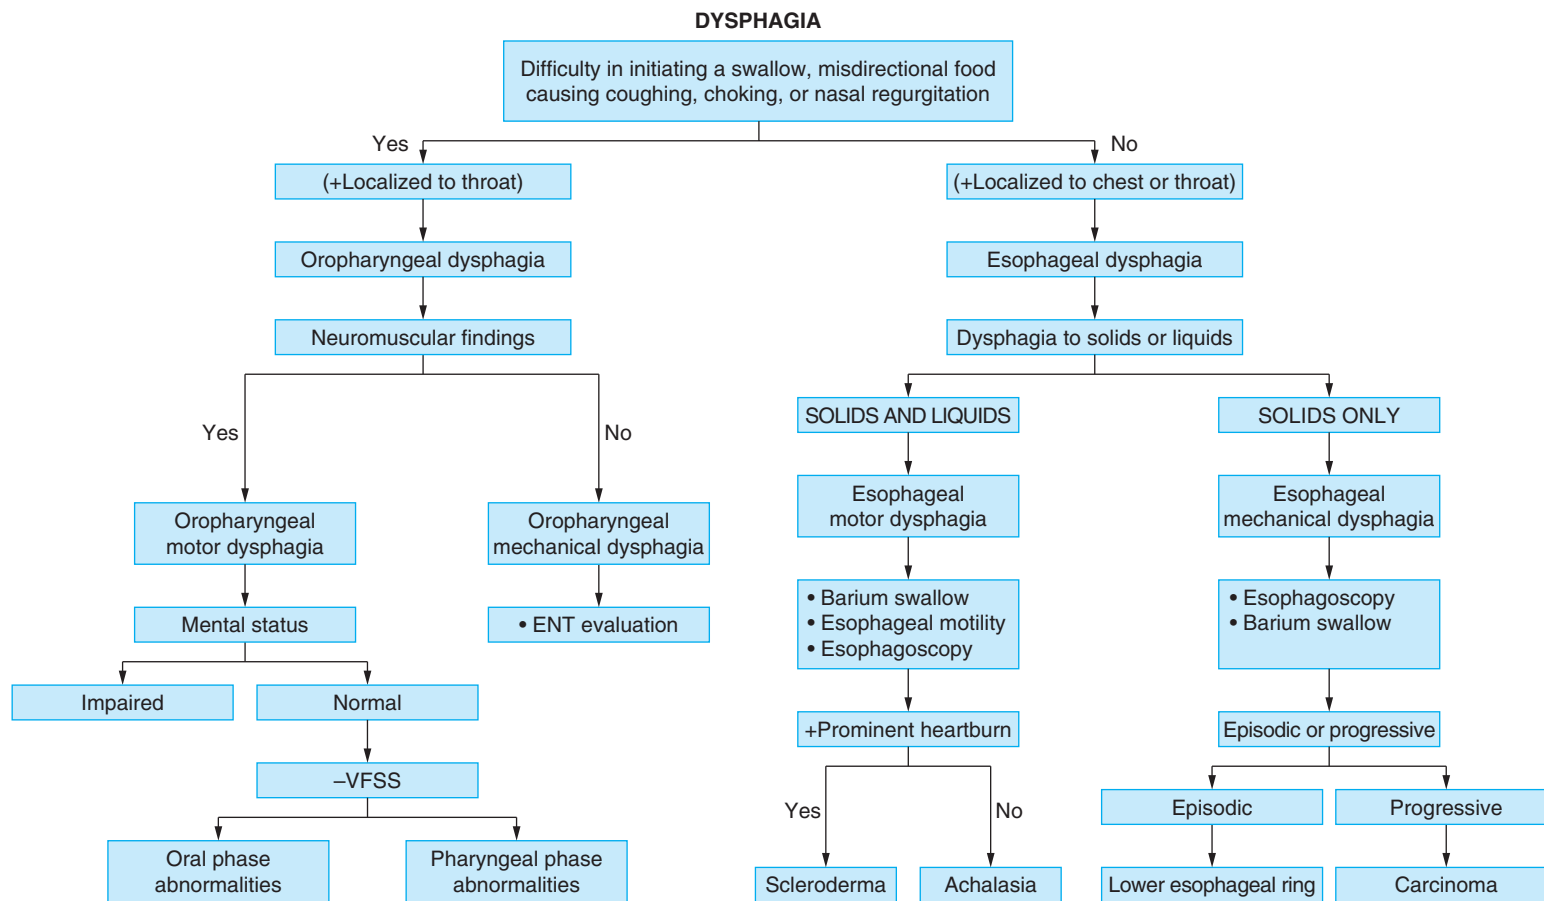 DYSPHAGIA
Difficulty in initiating a swallow, misdirectional food
causing coughing, choking, or nasal regurgitation
Yes
No
(+Localized to throat)
(+Localized to chest or throat)
Oropharyngeal dysphagia
Esophageal dysphagia
Neuromuscular findings
Dysphagia to solids or liquids
Yes
No
SOLIDS AND LIQUIDS
SOLIDS ONLY
Oropharyngeal
motor dysphagia
Oropharyngeal
mechanical dysphagia
Esophageal
motor dysphagia
Esophageal
mechanical dysphagia
Mental status
• ENT evaluation
• Barium swallow
• Esophageal motility
• Esophagoscopy
• Esophagoscopy
• Barium swallow
Impaired
Normal
+Prominent heartburn
Episodic or progressive
–VFSS
Yes
No
Episodic
Progressive
Oral phase
abnormalities
Pharyngeal phase
abnormalities
Scleroderma
Achalasia
Lower esophageal ring
Carcinoma